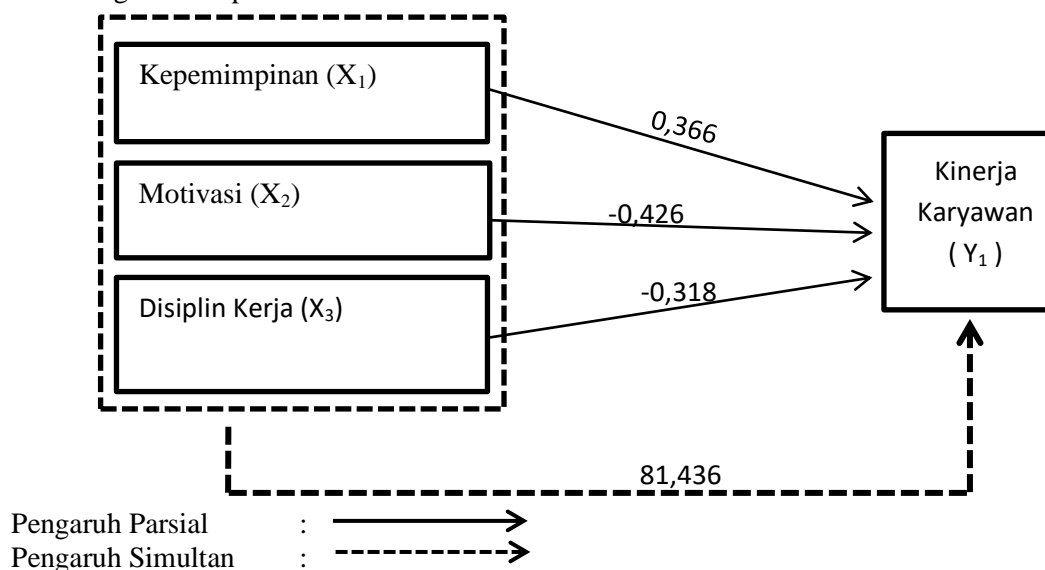 Kepemimpinan (X₁)
0,366
Motivasi (X₂)
-0,426
Kinerja
Karyawan
( Y₁ )
Disiplin Kerja (X₃)
-0,318
81,436
Pengaruh Parsial :
Pengaruh Simultan :